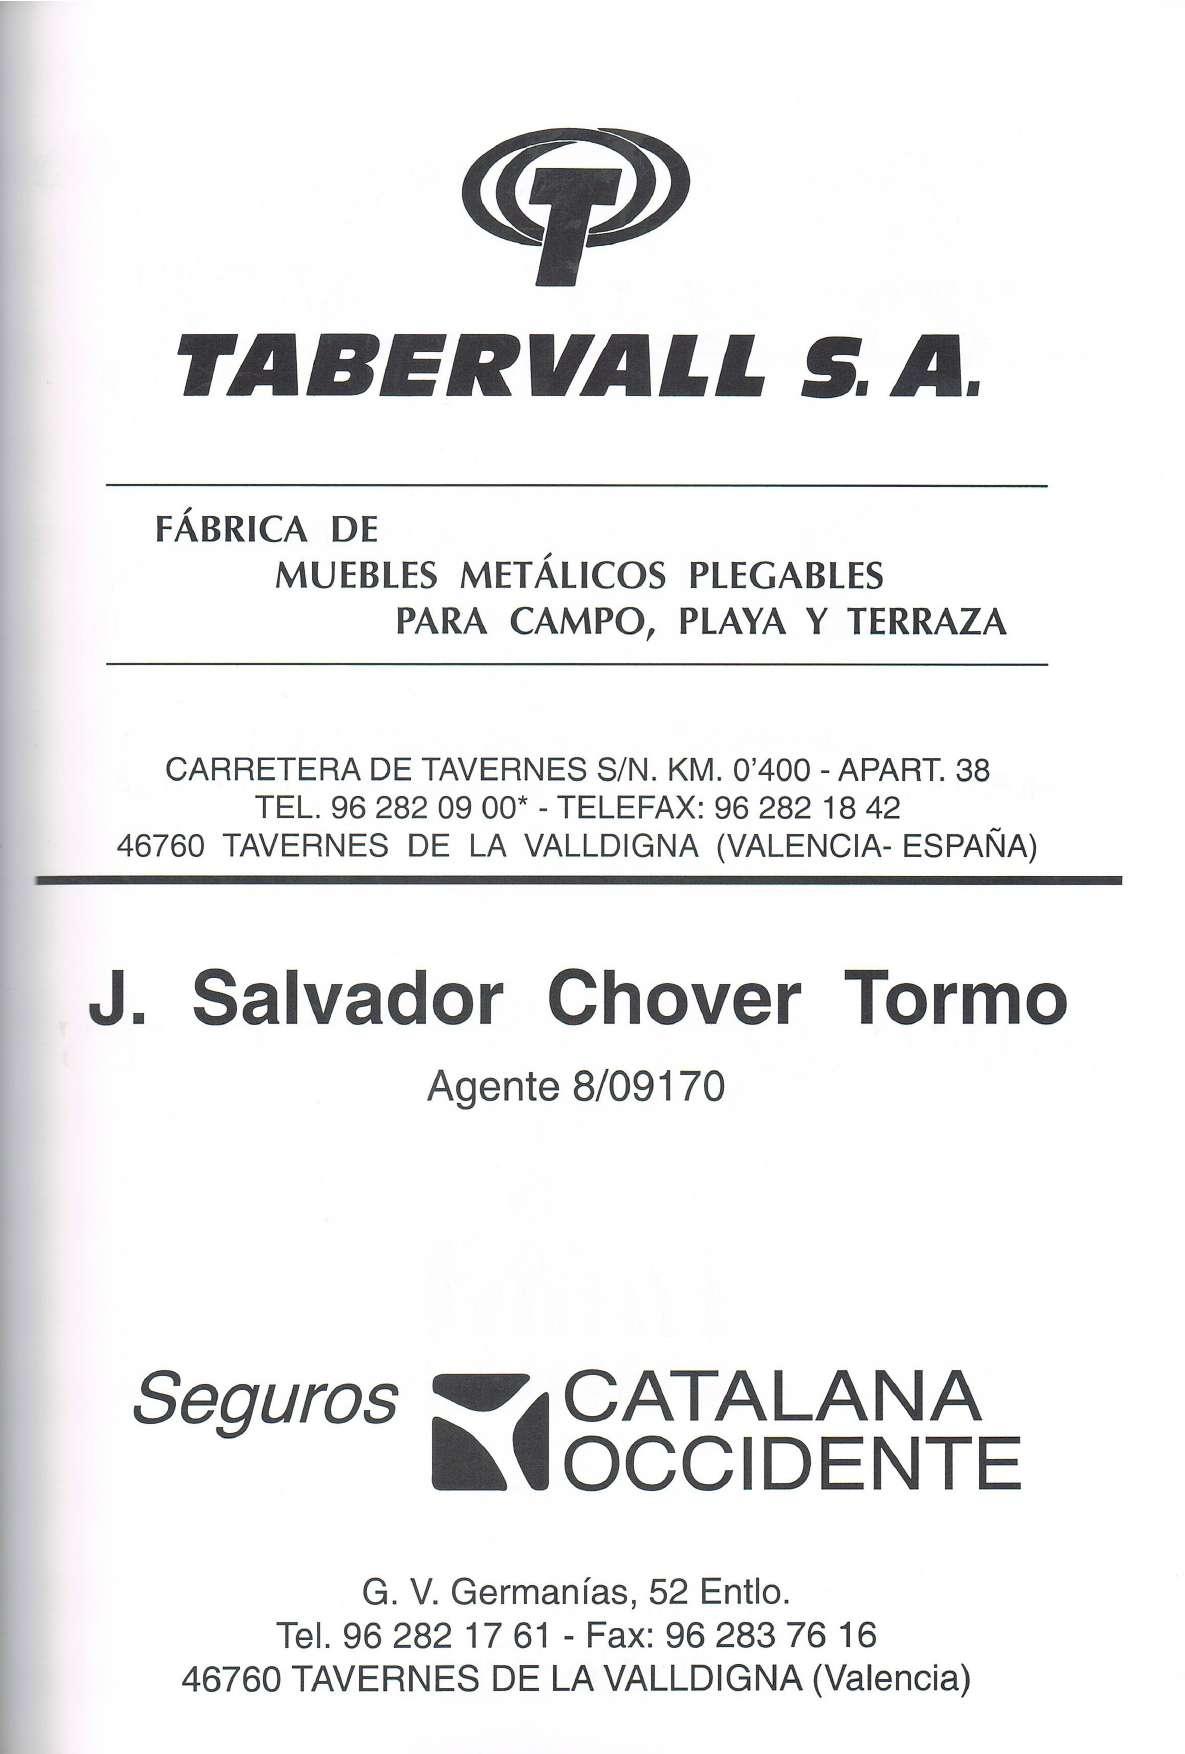 T
TABERVALL S.A.
FÁBRICA DE
MUEBLES METÁLICOS PLEGABLES
PARA CAMPO, PLAYA Y TERRAZA
CARRETERA DE TAVERNES S/N. KM. 0'400 - APART. 38
TEL. 96 282 09 00* - TELEFAX: 96 282 18 42
46760 TAVERNES DE LA VALLDIGNA (VALENCIA- ESPAÑA)
J. Salvador Chover Tormo
Agente 8/09170
Seguros CATALANA
OCCIDENTE
G. V. Germanías, 52 Entlo.
Tel. 96 282 17 61 - Fax: 96 283 76 16
46760 TAVERNES DE LA VALLDIGNA (Valencia)